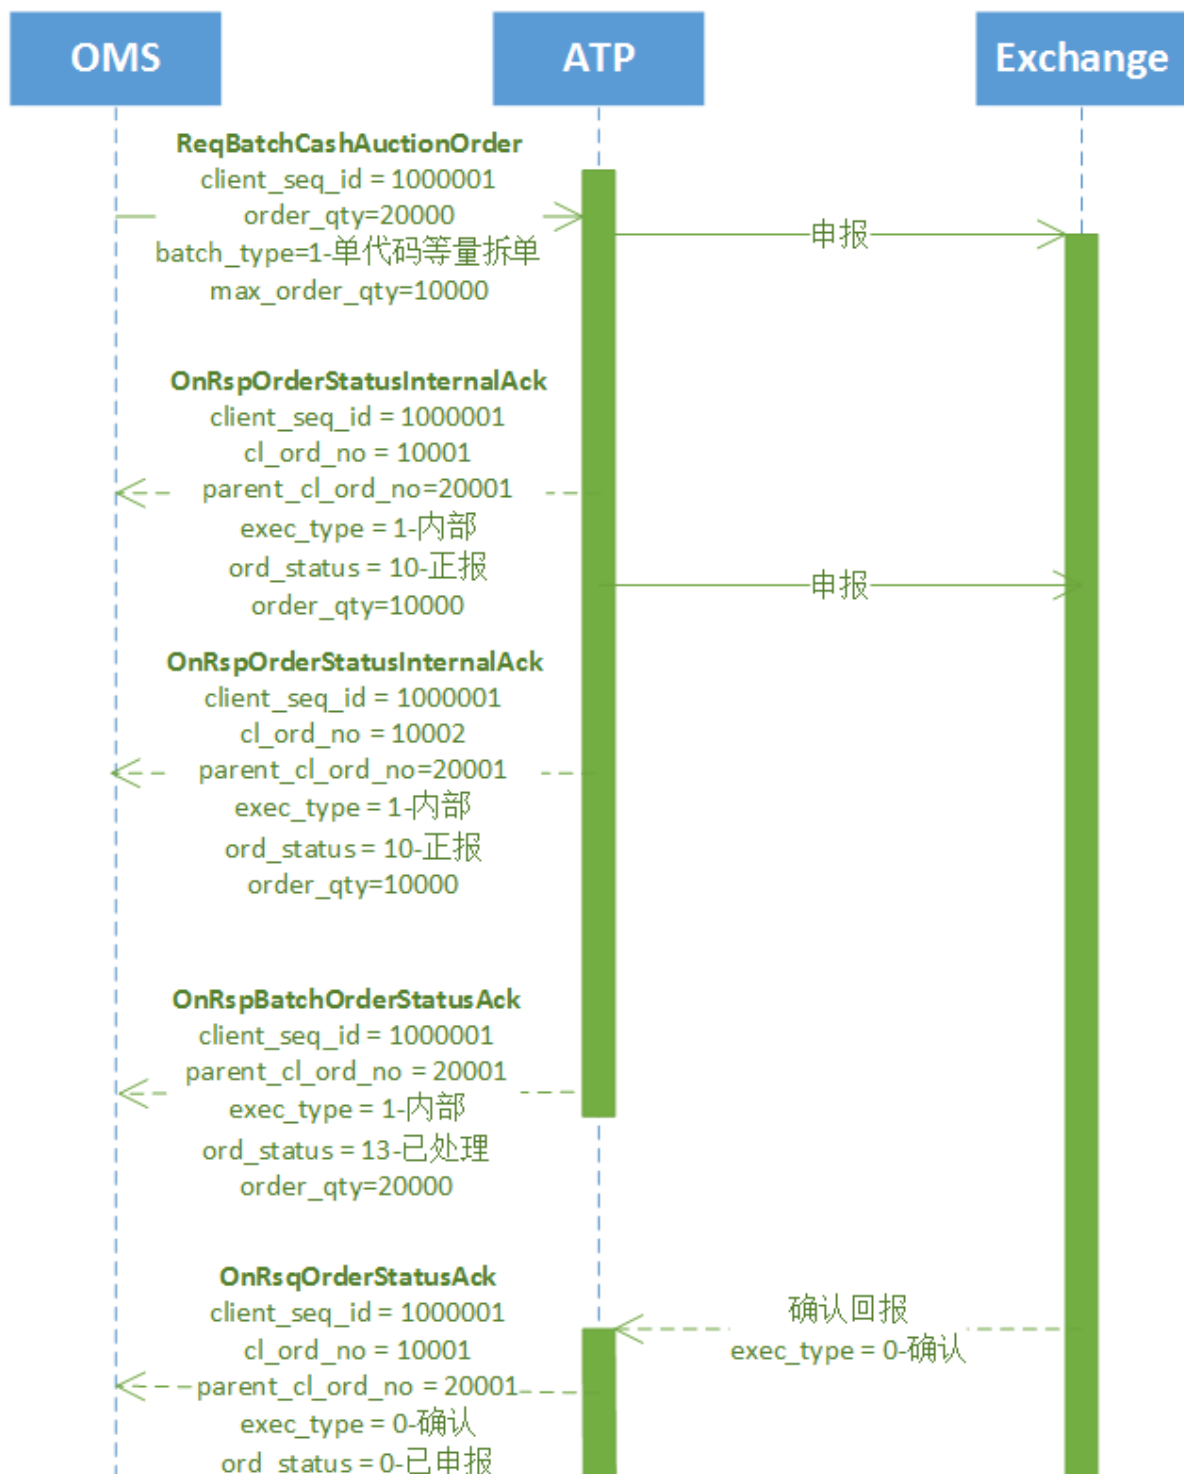 OMS
ATP
Exchange
ReqBatchCashAuctionOrder
client_seq_id = 1000001
order_qty=20000
batch_type=1-单代码等量拆单
max_order_qty=10000
申报
OnRspOrderStatusInternalAck
client_seq_id = 1000001
cl_ord_no = 10001
parent_cl_ord_no=20001
exec_type = 1-内部
ord_status = 10-正报
order_qty=10000
申报
OnRspOrderStatusInternalAck
client_seq_id = 1000001
cl_ord_no = 10002
parent_cl_ord_no=20001
exec_type = 1-内部
ord_status = 10-正报
order_qty=10000
OnRspBatchOrderStatusAck
client_seq_id = 1000001
parent_cl_ord_no = 20001
exec_type = 1-内部
ord_status = 13-已处理
order_qty=20000
OnRsqOrderStatusAck
client_seq_id = 1000001
cl_ord_no = 10001
parent_cl_ord_no = 20001
exec_type = 0-确认
ord_status = 0-已申报
确认回报
exec_type = 0-确认